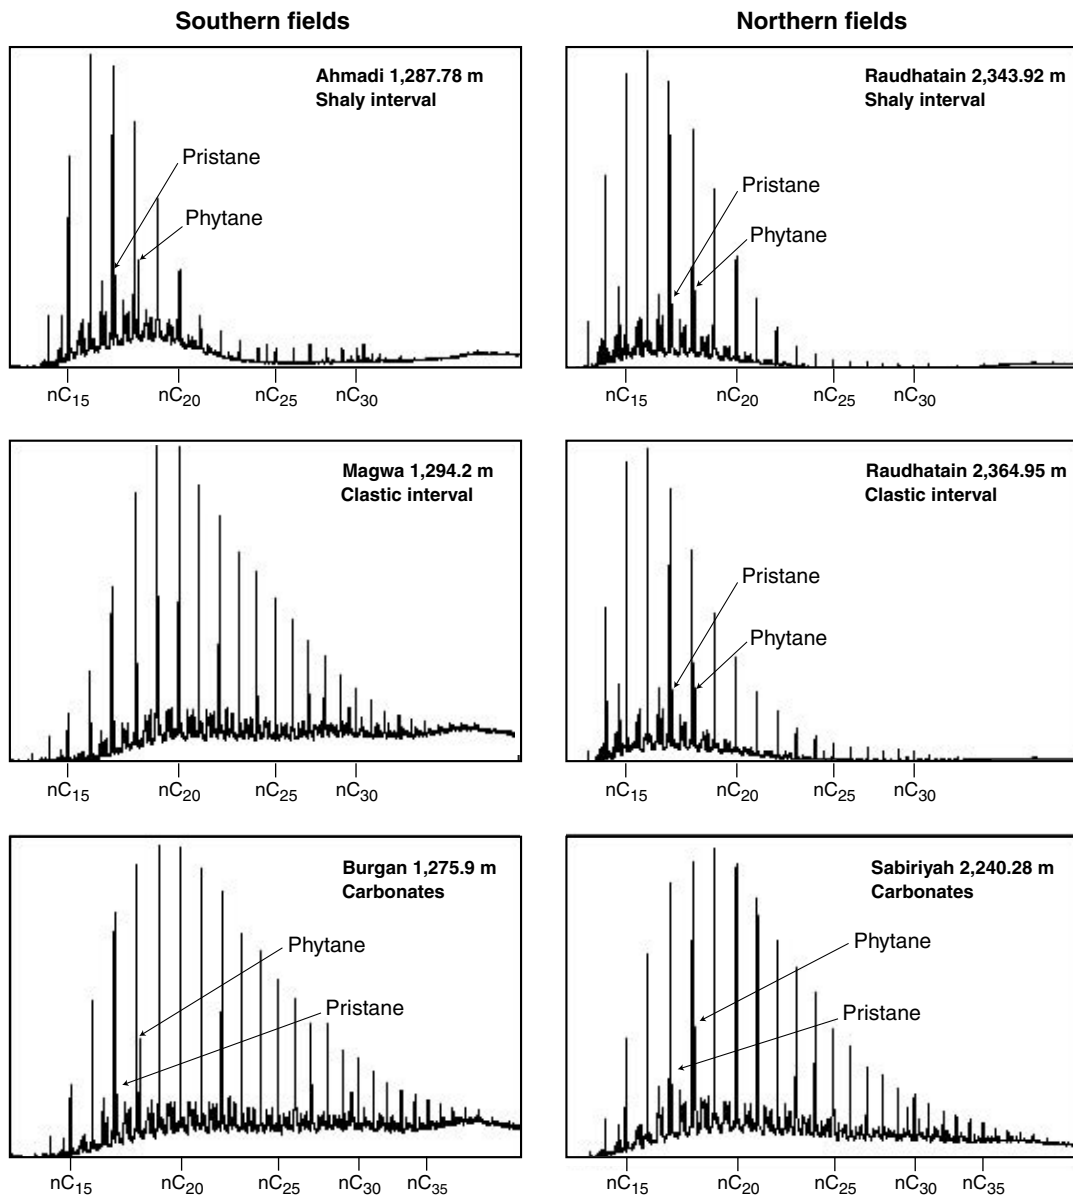 Southern fields
Northern fields
Ahmadi 1,287.78 m
Shaly interval
Pristane
Phytane
nC15
nC20
nC25
nC30
Raudhatain 2,343.92 m
Shaly interval
Pristane
Phytane
nC15
nC20
nC25
nC30
Magwa 1,294.2 m
Clastic interval
nC15
nC20
nC25
nC30
Raudhatain 2,364.95 m
Clastic interval
Pristane
Phytane
nC15
nC20
nC25
nC30
Burgan 1,275.9 m
Carbonates
Phytane
Pristane
nC15
nC20
nC25
nC30
nC35
Sabiriyah 2,240.28 m
Carbonates
Phytane
Pristane
nC15
nC20
nC25
nC30
nC35